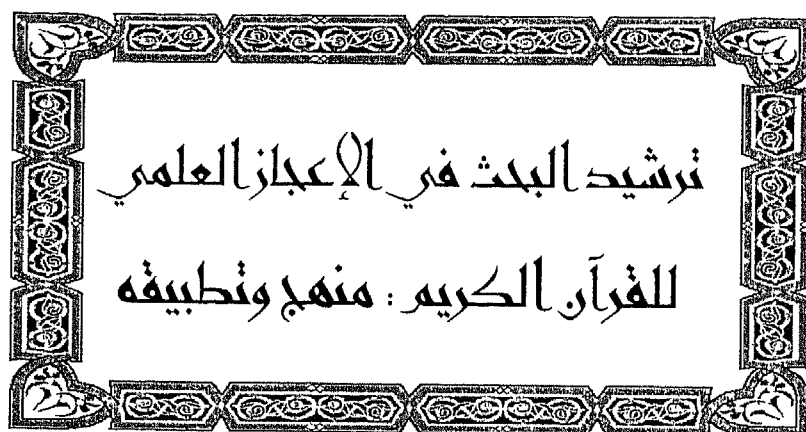 ترشيد البحث في الإعجاز العلمي
للقرآن الكريم : منهج وتطبيقه